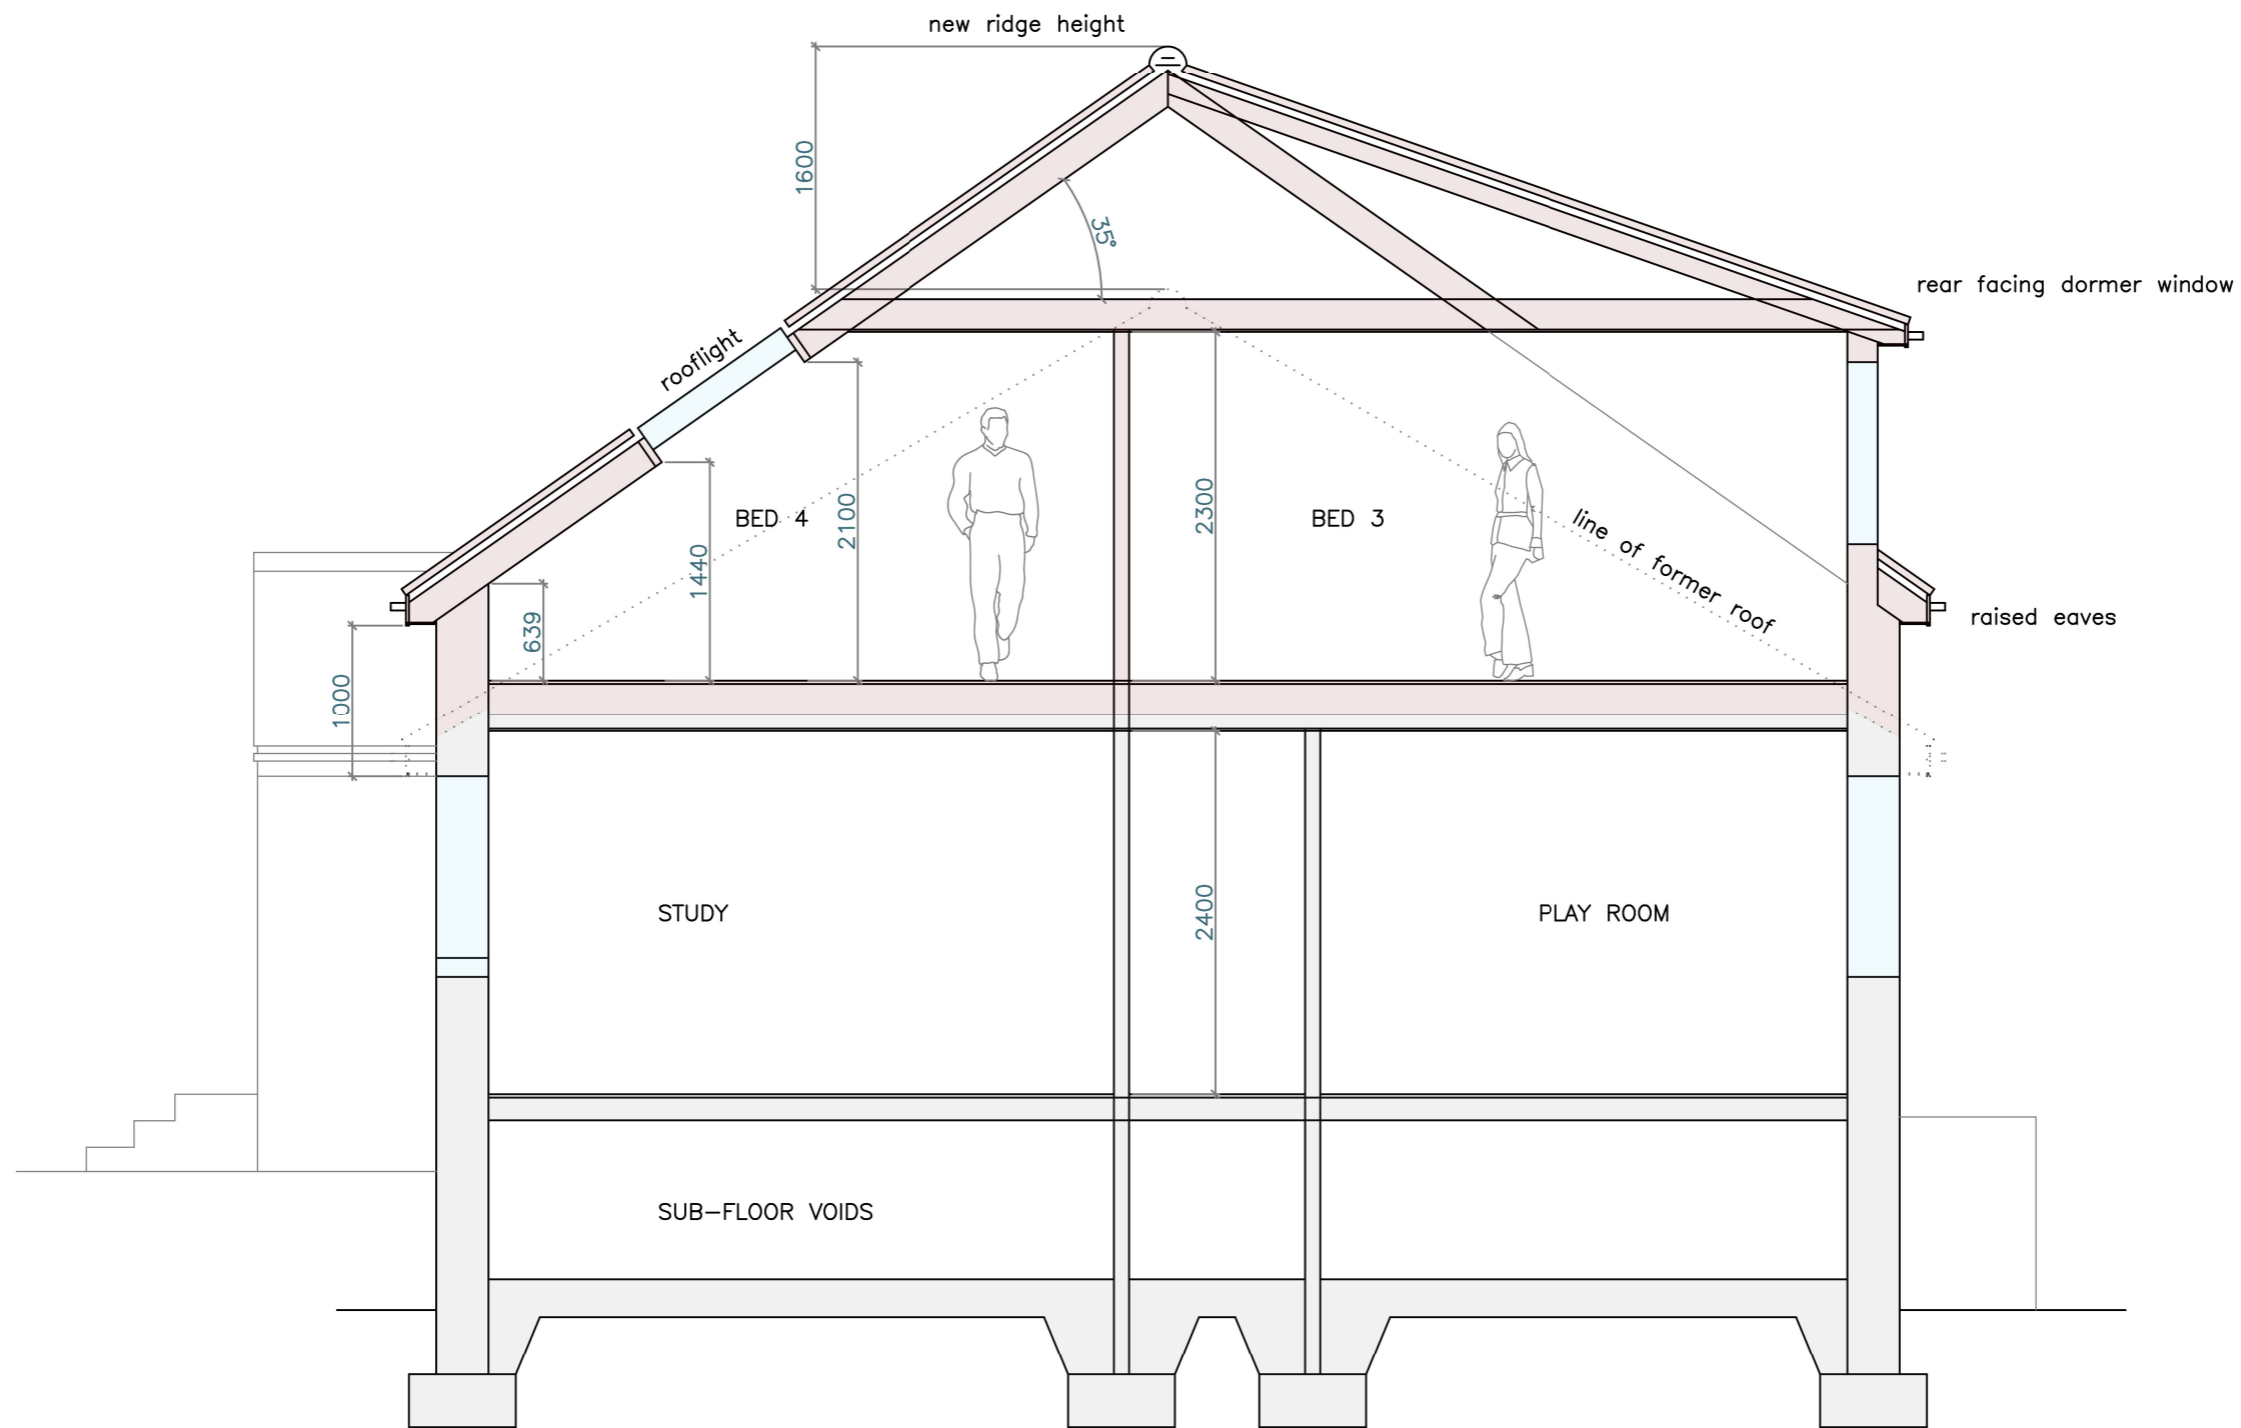 new ridge height
1600
35°
rear facing dormer window
rooflight
BED 4
2100
2300
BED 3
line of former roof
1440
639
raised eaves
1000
STUDY
2400
PLAY ROOM
SUB-FLOOR VOIDS